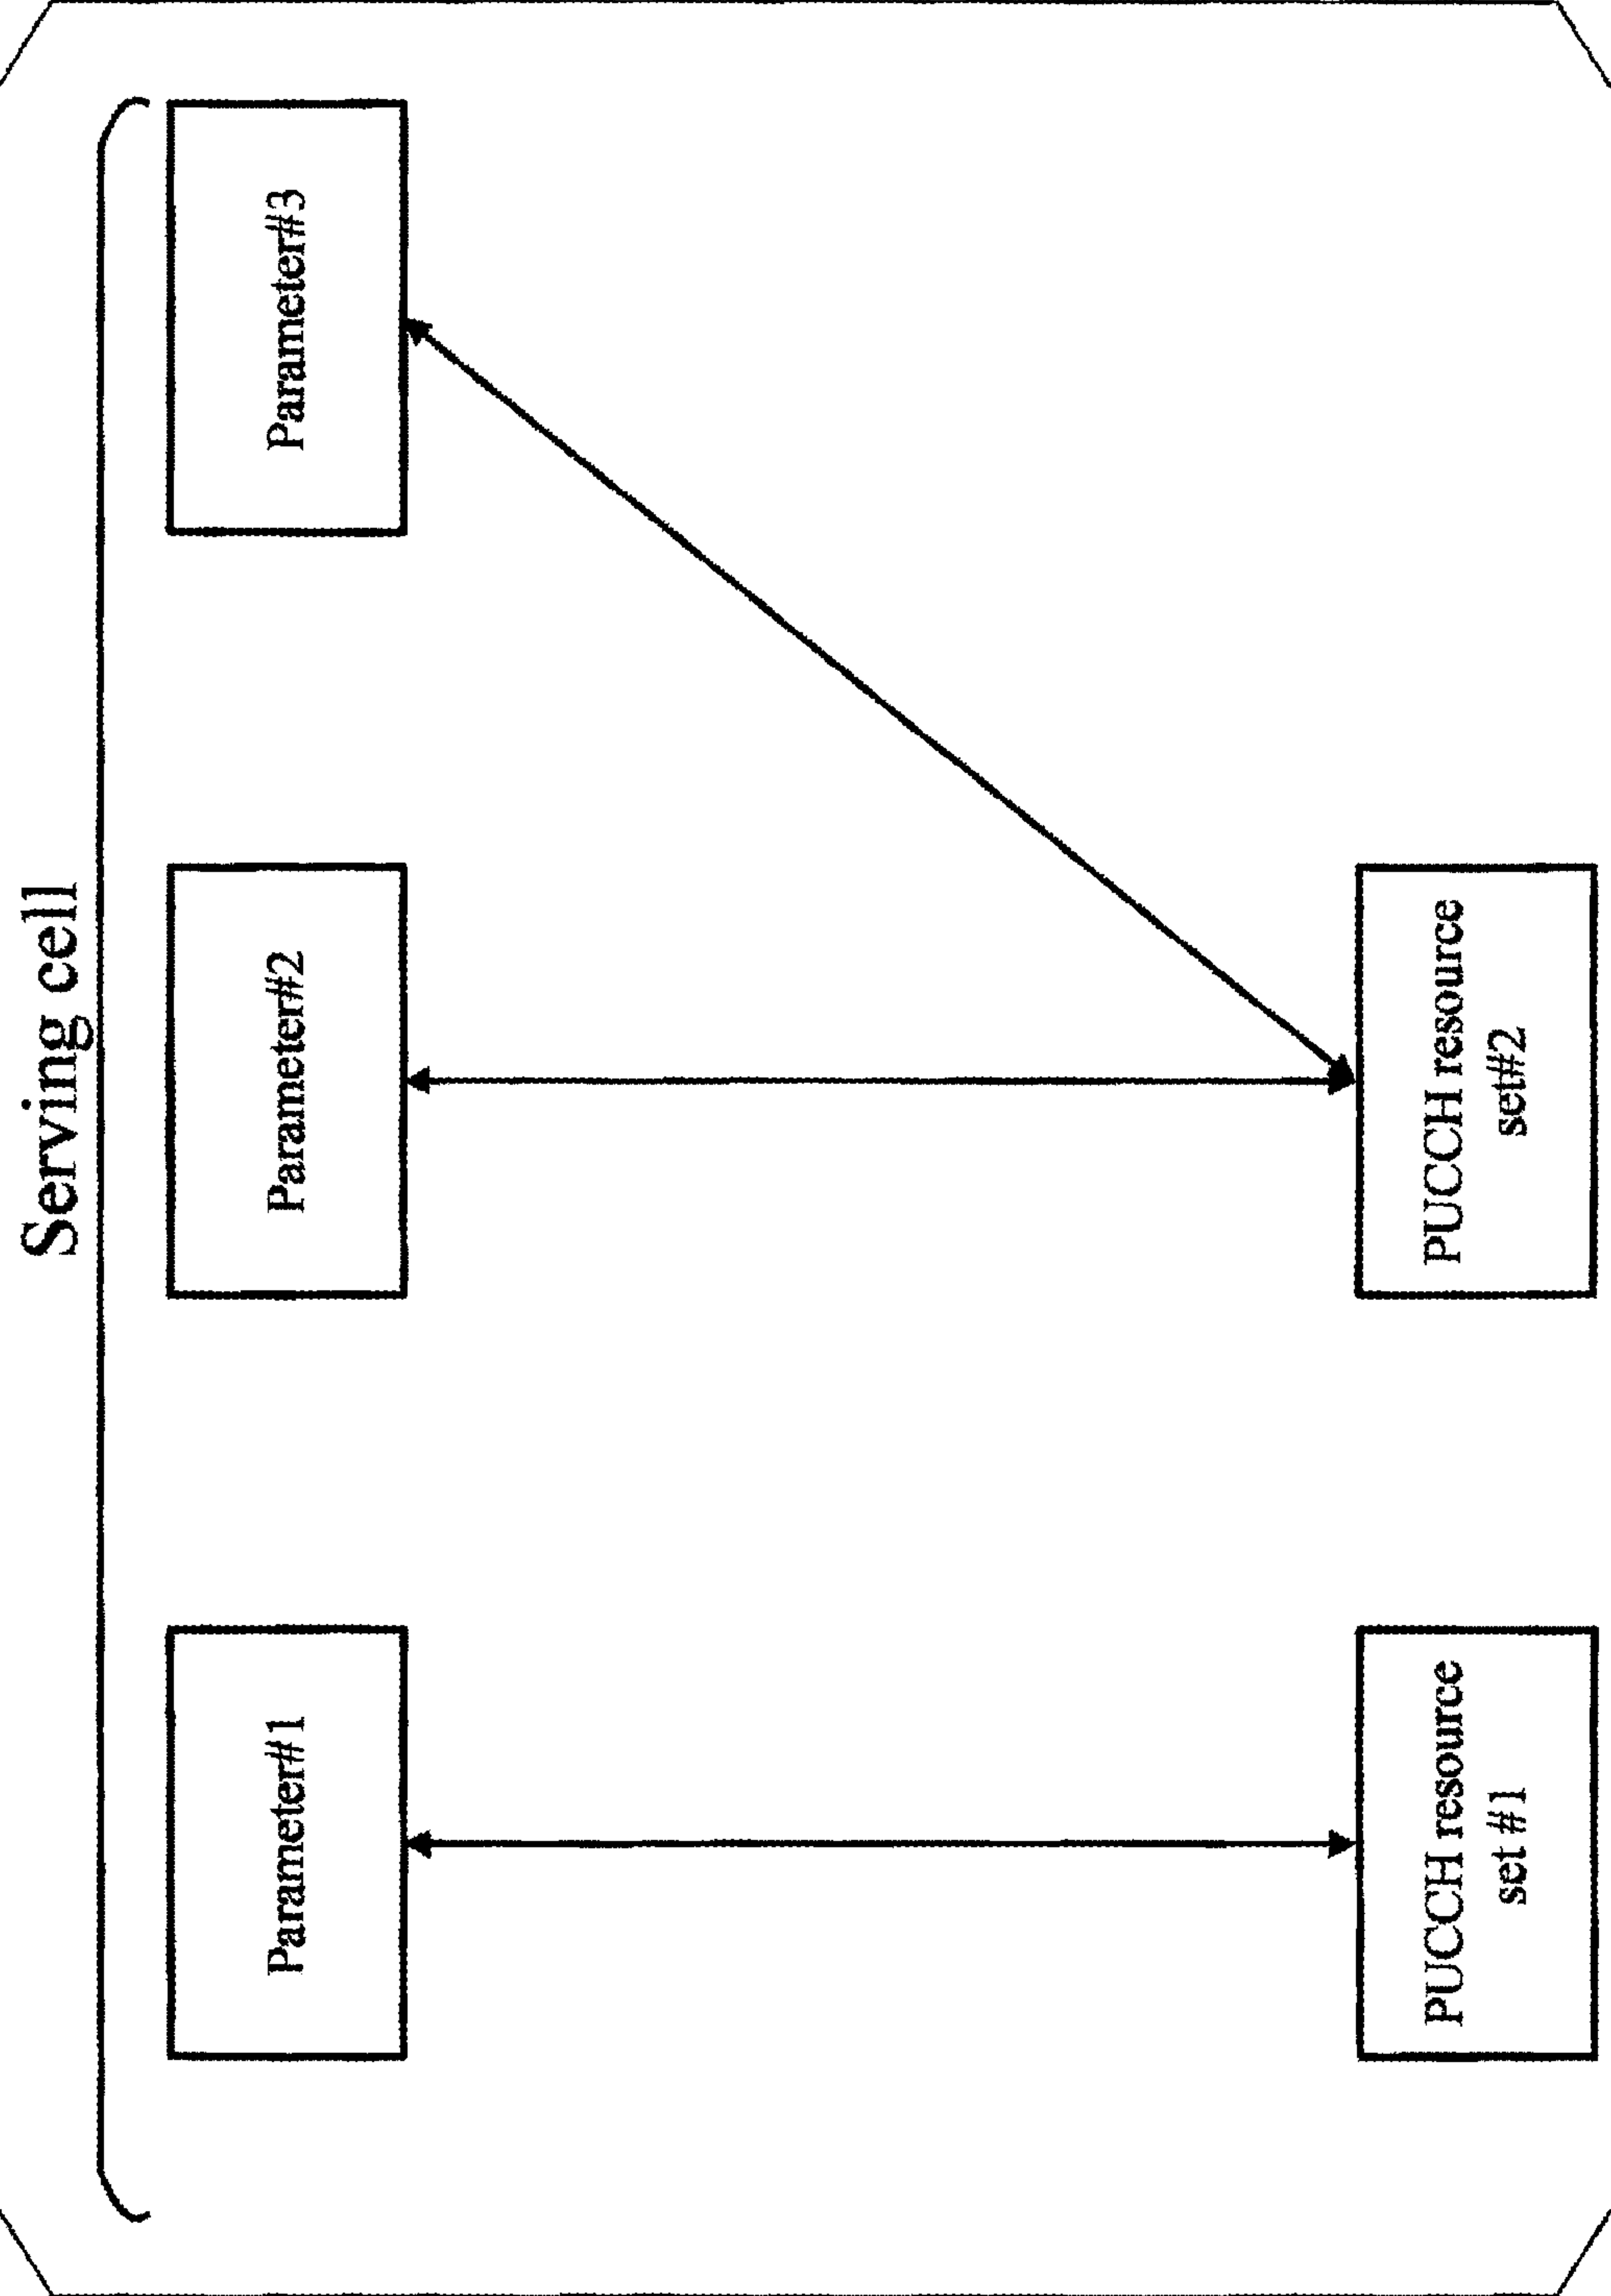 Serving cell
Parameter#1
Parameter#2
Parameter#3
PUCCH resource
set #1
PUCCH resource
set#2